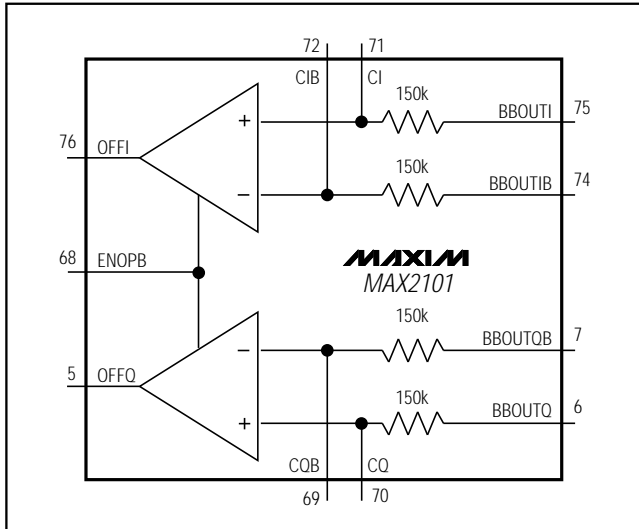 72 71
CIB CI
150k
BBOUTI 75
+
76 OFFI
150k
BBOUTIB 74
−
68 ENOPB
MAXIM
MAX2101
150k
BBOUTQB 7
−
5 OFFQ
150k
BBOUTQ 6
+
CQB CQ
69 70